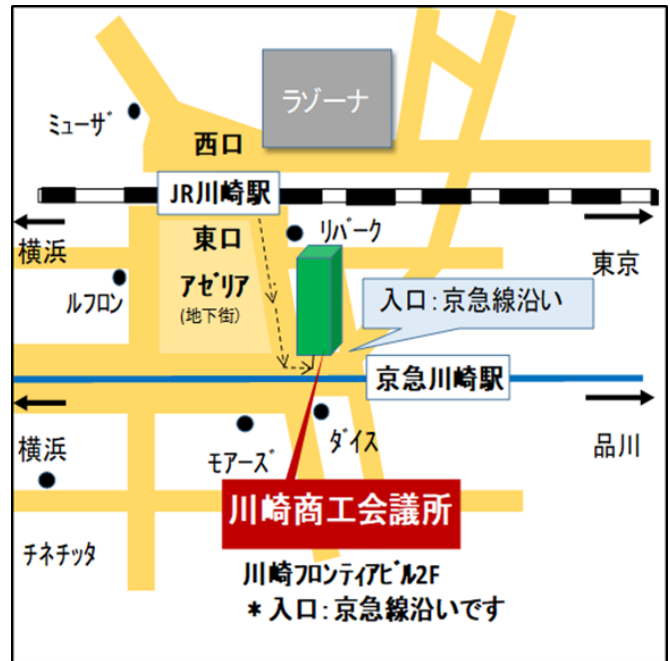 ラゾーナ
ミューザ
西口
JR川崎駅
東口
リバーク
横浜
東京
アゼリア
(地下街)
ルフロン
入口：京急線沿い
京急川崎駅
横浜
モアーズ
ダイス
品川
川崎商工会議所
チネチッタ
川崎フロンティアビル2F
＊入口：京急線沿いです